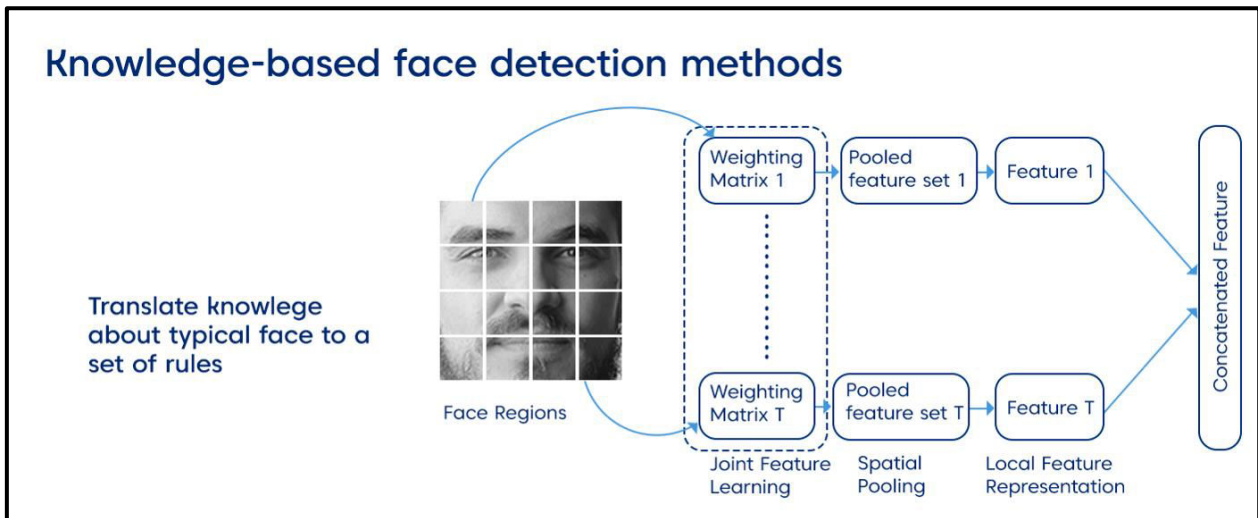 Knowledge-based face detection methods
Translate knowlege
about typical face to a
set of rules
Face Regions
Weighting
Matrix 1
Pooled
feature set 1
Feature 1
Weighting
Matrix T
Pooled
feature set T
Feature T
Joint Feature
Learning
Spatial
Pooling
Local Feature
Representation
Concatenated Feature